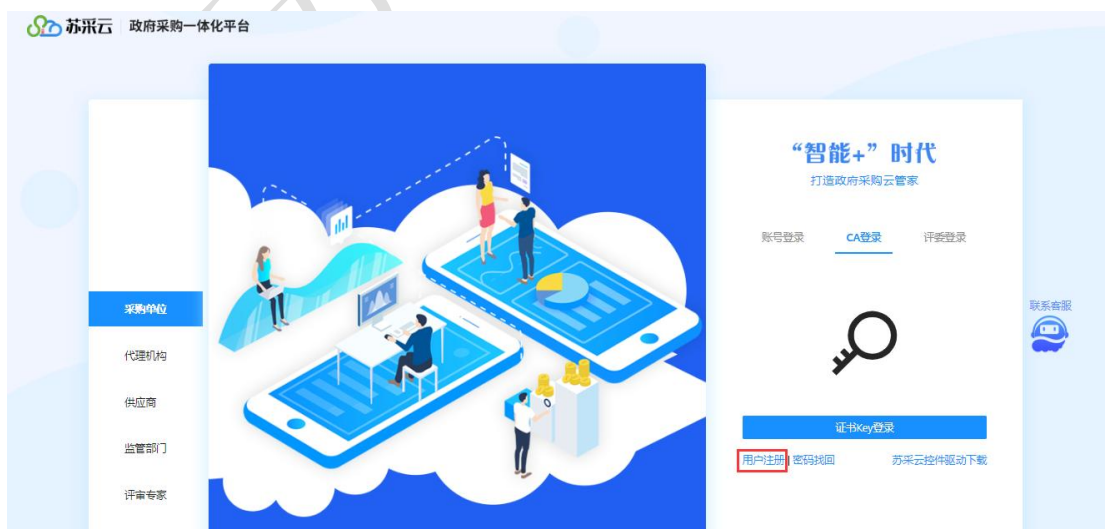 苏采云 政府采购一体化平台
采购单位
代理机构
供应商
监管部门
评审专家
“智能+”时代
打造政府采购云管家
账号登录 CA登录 评委登录
证书Key登录
用户注册 | 密码找回 苏采云控件驱动下载
联系客服